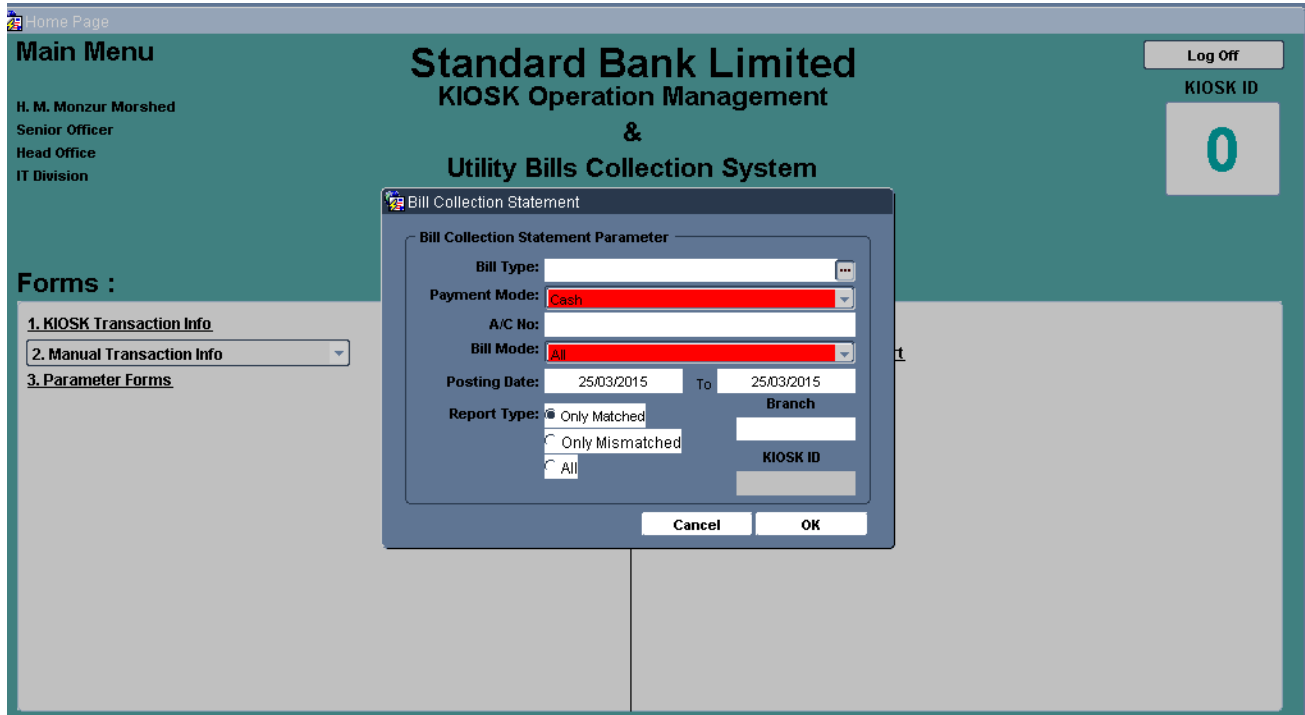 Home Page
Main Menu
Standard Bank Limited
KIOSK Operation Management
&
Utility Bills Collection System
Log Off
KIOSK ID
0
H. M. Monzur Morshed
Senior Officer
Head Office
IT Division
Forms :
1. KIOSK Transaction Info
2. Manual Transaction Info
3. Parameter Forms
Bill Collection Statement
Bill Collection Statement Parameter
Bill Type: ...
Payment Mode: Cash
A/C No:
Bill Mode: All
Posting Date: 25/03/2015 To 25/03/2015
Report Type: Only Matched
Only Mismatched
All
Branch
KIOSK ID
Cancel OK